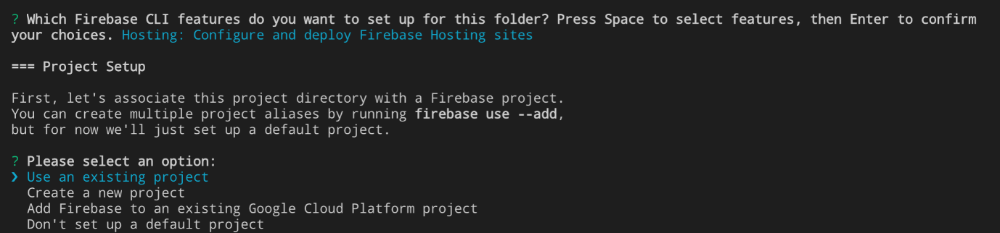 ? Which Firebase CLI features do you want to set up for this folder? Press Space to select features, then Enter to confirm
your choices. Hosting: Configure and deploy Firebase Hosting sites
=== Project Setup
First, let's associate this project directory with a Firebase project.
You can create multiple project aliases by running firebase use --add,
but for now we'll just set up a default project.
? Please select an option:
❯ Use an existing project
Create a new project
Add Firebase to an existing Google Cloud Platform project
Don't set up a default project